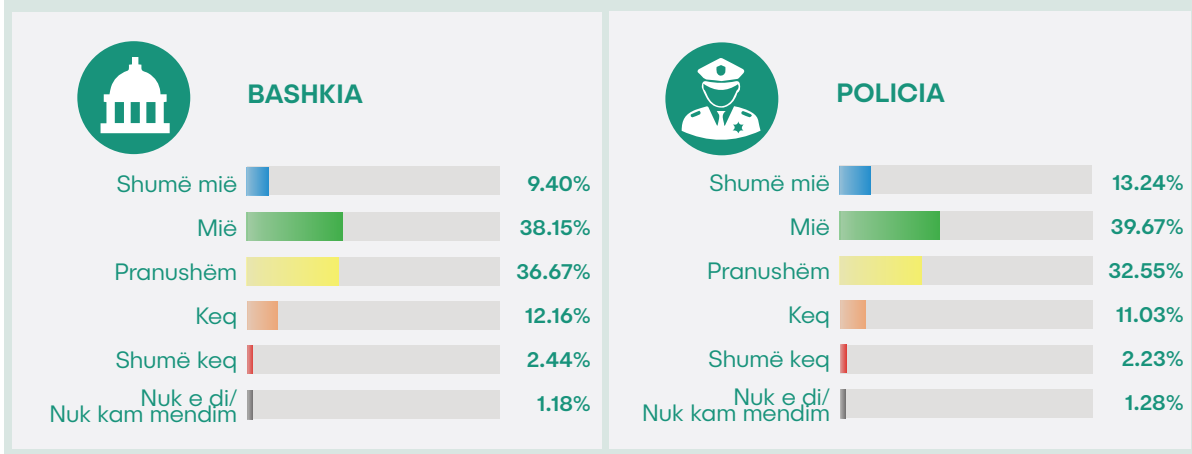 BASHKIA
Shumë mië 9.40%
Mië 38.15%
Pranushëm 36.67%
Keq 12.16%
Shumë keq 2.44%
Nuk e di/
Nuk kam mendim 1.18%
POLICIA
Shumë mië 13.24%
Mië 39.67%
Pranushëm 32.55%
Keq 11.03%
Shumë keq 2.23%
Nuk e di/
Nuk kam mendim 1.28%